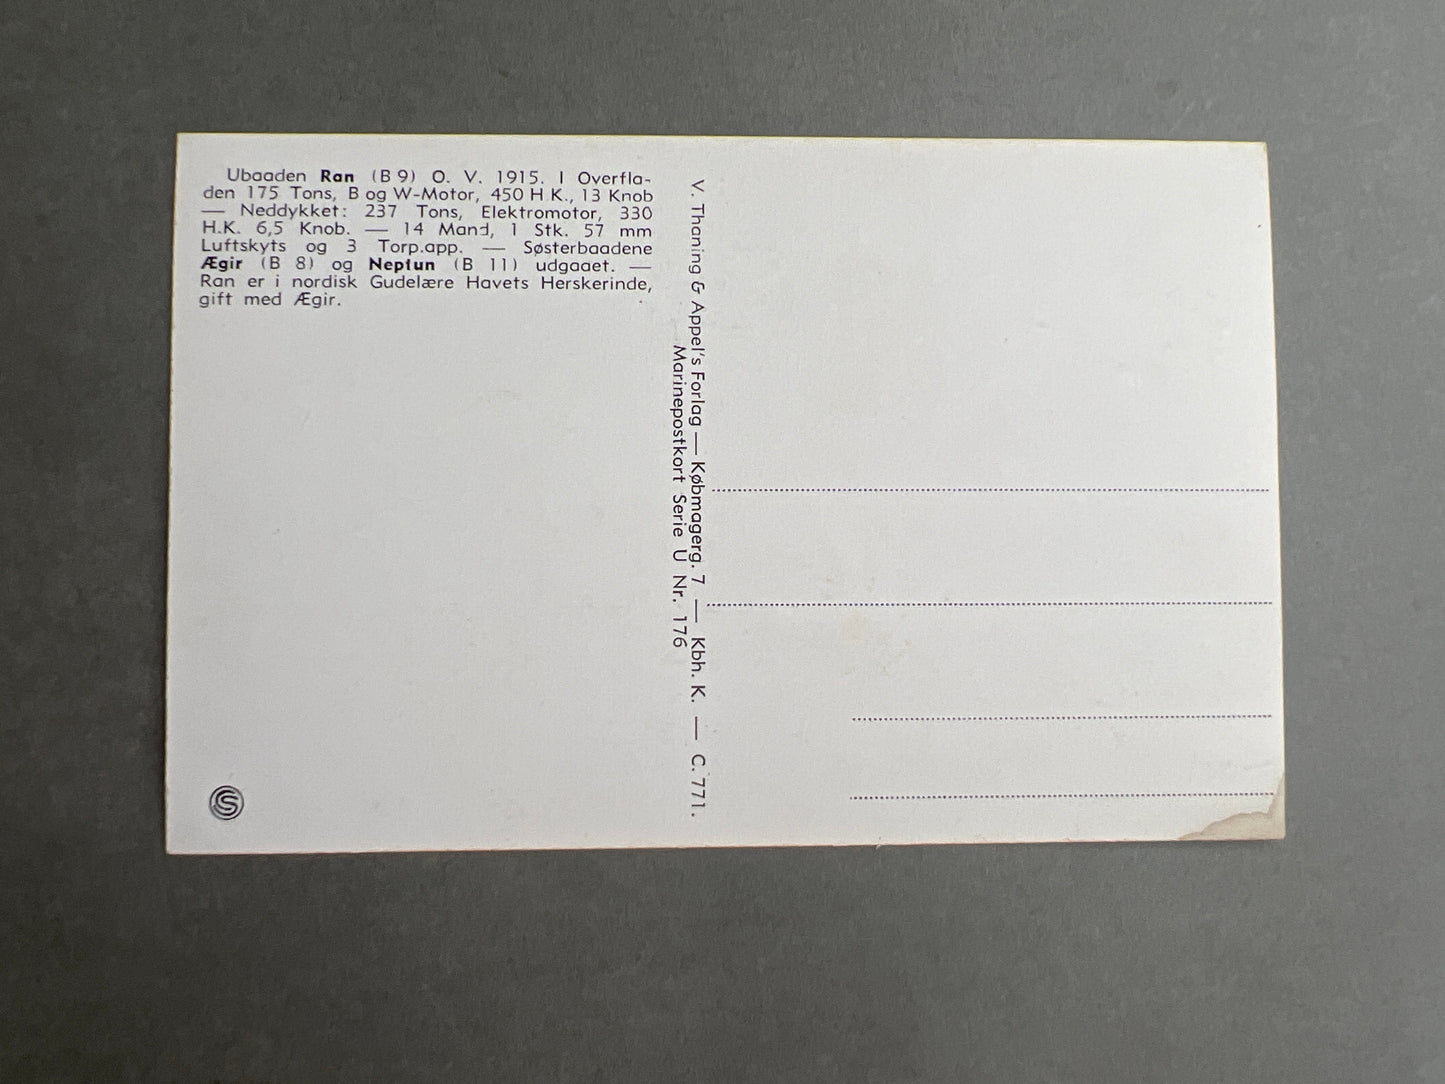 Ubaaden Ran (B 9) O. V. 1915. I Overfla-
den 175 Tons, B og W-Motor, 450 H K., 13 Knob
— Neddykket: 237 Tons, Elektromotor, 330
H.K. 6,5 Knob. — 14 Mand, 1 Stk. 57 mm
Luftskyts og 3 Torp.app. — Søsterbaadene
Ægir (B 8) og Neptun (B 11) udgaaet. —
Ran er i nordisk Gudelære Havets Herskerinde,
gift med Ægir.
V. Thaning & Appel's Forlag — Købmagerg. 7 — Kbh. K. — C. 771.
Marinepostkort Serie U Nr. 176